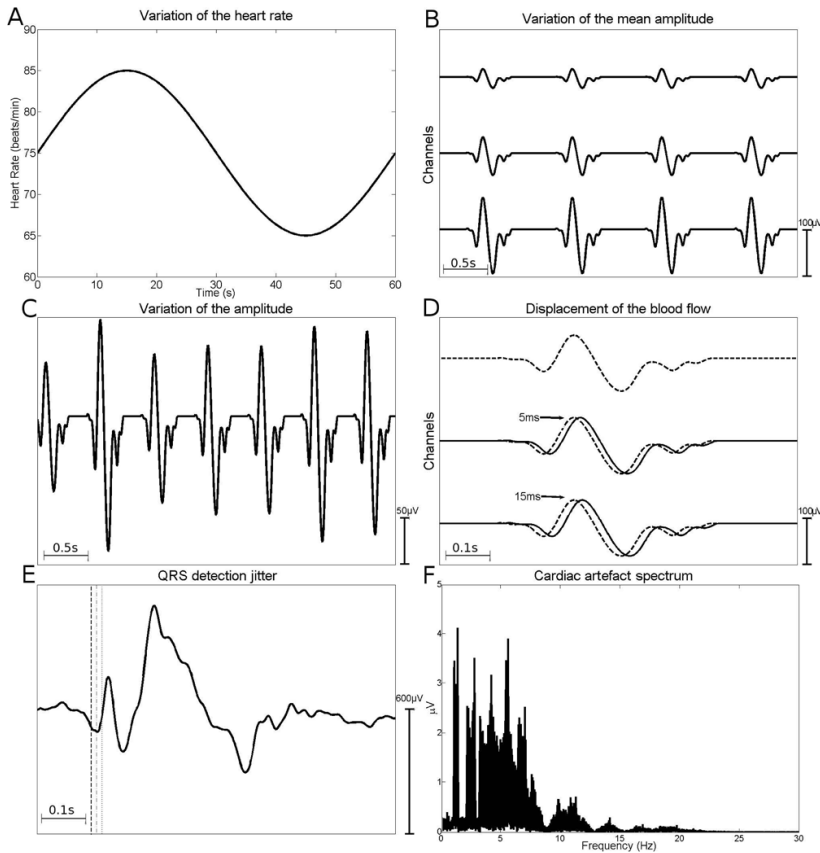 A
Variation of the heart rate
90
85
80
75
70
65
60
Heart Rate (beats/min)
0 10 20 30 40 50 60
Time (s)
B
Variation of the mean amplitude
Channels
100μV
0.5s
C
Variation of the amplitude
50μV
0.5s
D
Displacement of the blood flow
Channels
5ms
15ms
100μV
0.1s
E
QRS detection jitter
600μV
0.1s
F
Cardiac artefact spectrum
5
4
3
2
1
0
μV
0 5 10 15 20 25 30
Frequency (Hz)